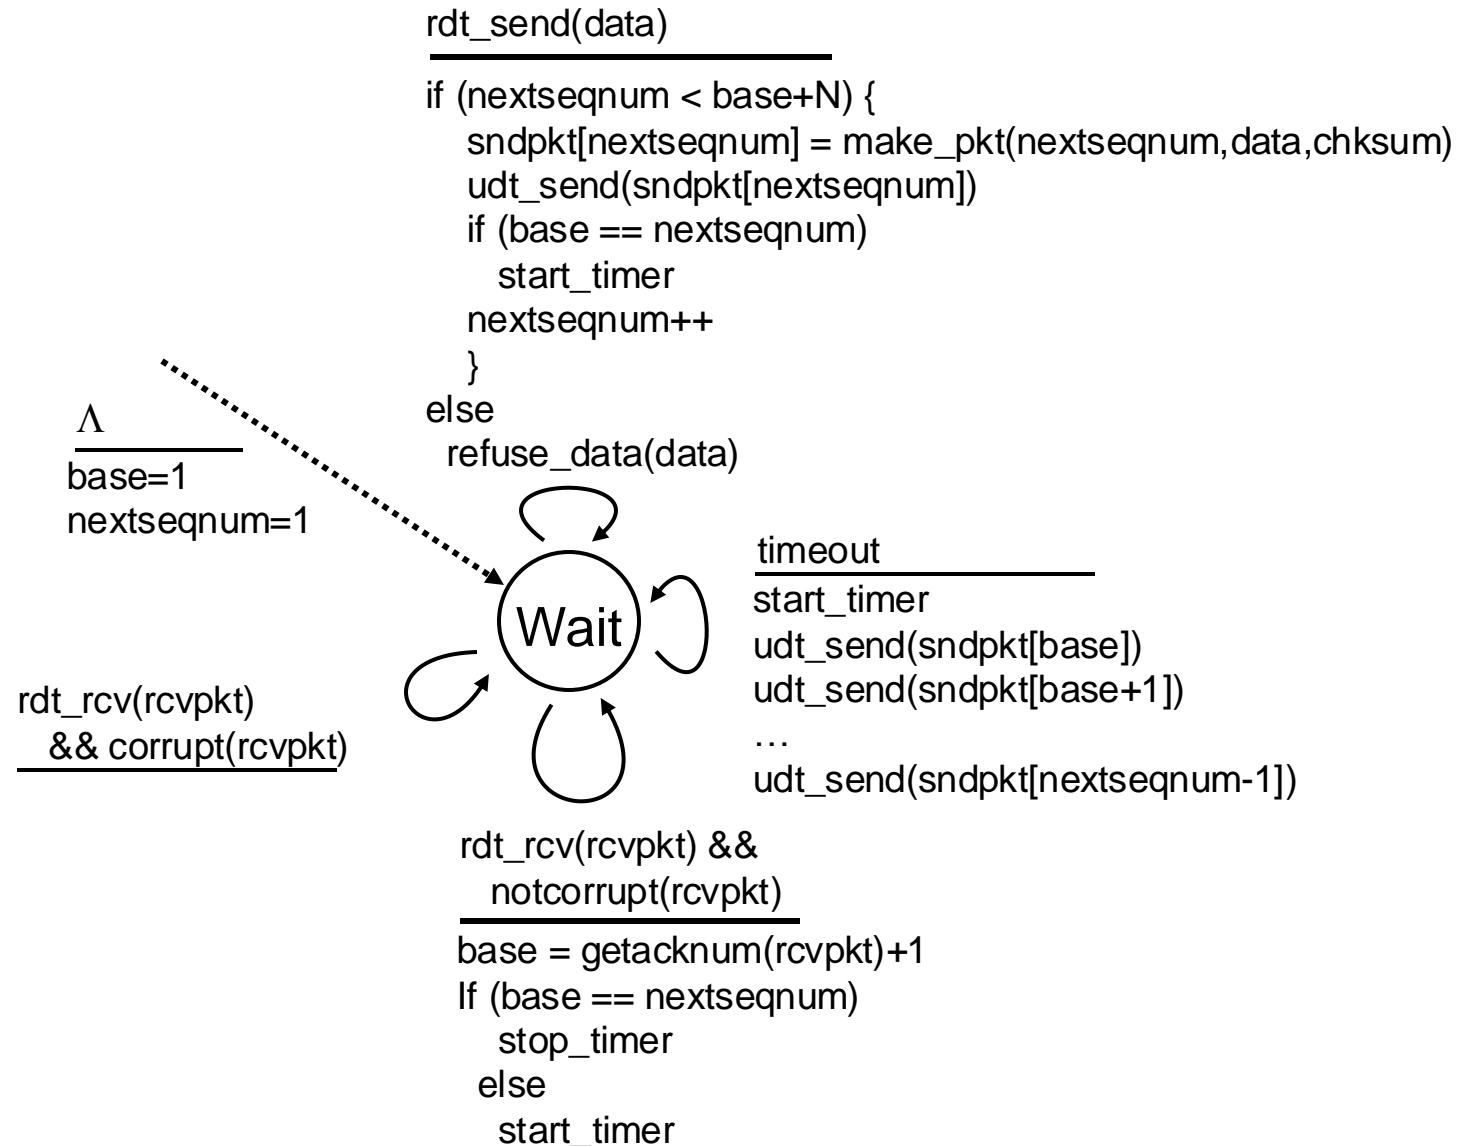 rdt_send(data)
if (nextseqnum < base+N) {
sndpkt[nextseqnum] = make_pkt(nextseqnum,data,chksum)
udt_send(sndpkt[nextseqnum])
if (base == nextseqnum)
start_timer
nextseqnum++
}
else
refuse_data(data)
Λ
base=1
nextseqnum=1
Wait
timeout
start_timer
udt_send(sndpkt[base])
udt_send(sndpkt[base+1])
…
udt_send(sndpkt[nextseqnum-1])
rdt_rcv(rcvpkt)
&& corrupt(rcvpkt)
rdt_rcv(rcvpkt) &&
notcorrupt(rcvpkt)
base = getacknum(rcvpkt)+1
If (base == nextseqnum)
stop_timer
else
start_timer